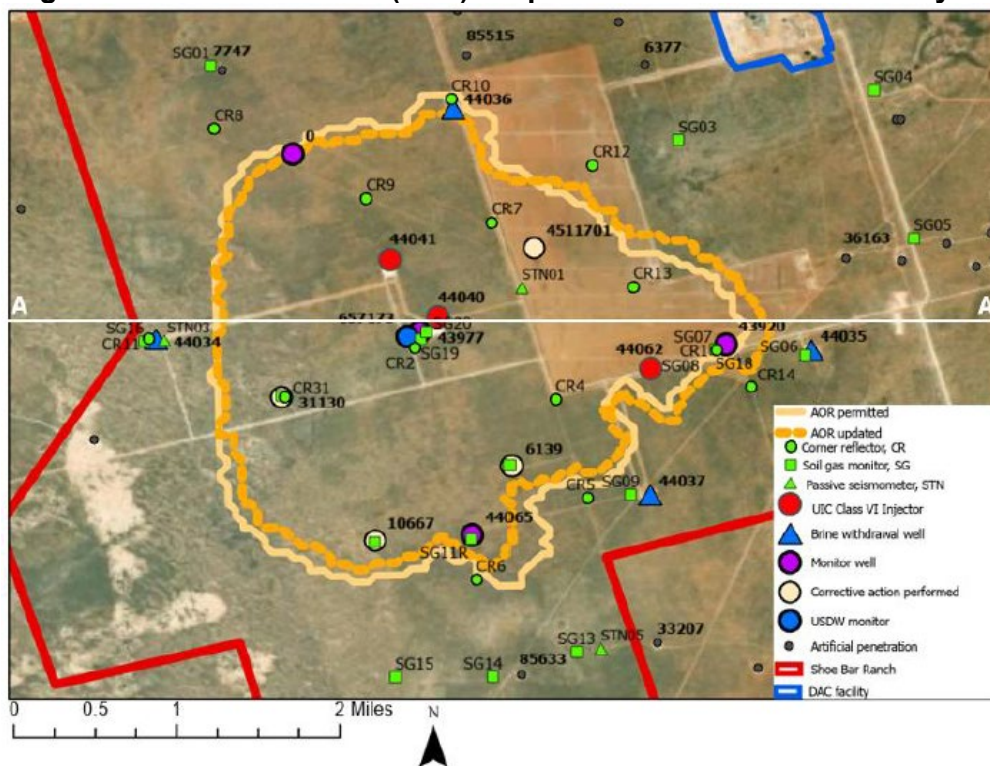 85515
SG01 7747
6377
SG04
CR10
44036
CR8
0
SG03
CR12
CR9
CR7
4511701
SG05
36163
44041
STN01
CR13
A
A
44040
SG20
STN03
CR11
44034
43977
CR2
SG19
SG07
43920
CR1
SG18
44062
SG08
44035
SG06
CR14
CR31
31130
CR4
6139
CR5
SG09
44037
10667
44065
SG11R
CR6
SG13
STN05
33207
SG15
SG14
85633
AOR permitted
AOR updated
Corner reflector, CR
Soil gas monitor, SG
Passive seismometer, STN
UIC Class VI Injector
Brine withdrawal well
Monitor well
Corrective action performed
USDW monitor
Artificial penetration
Shoe Bar Ranch
DAC facility
0 0.5 1 2 Miles
N